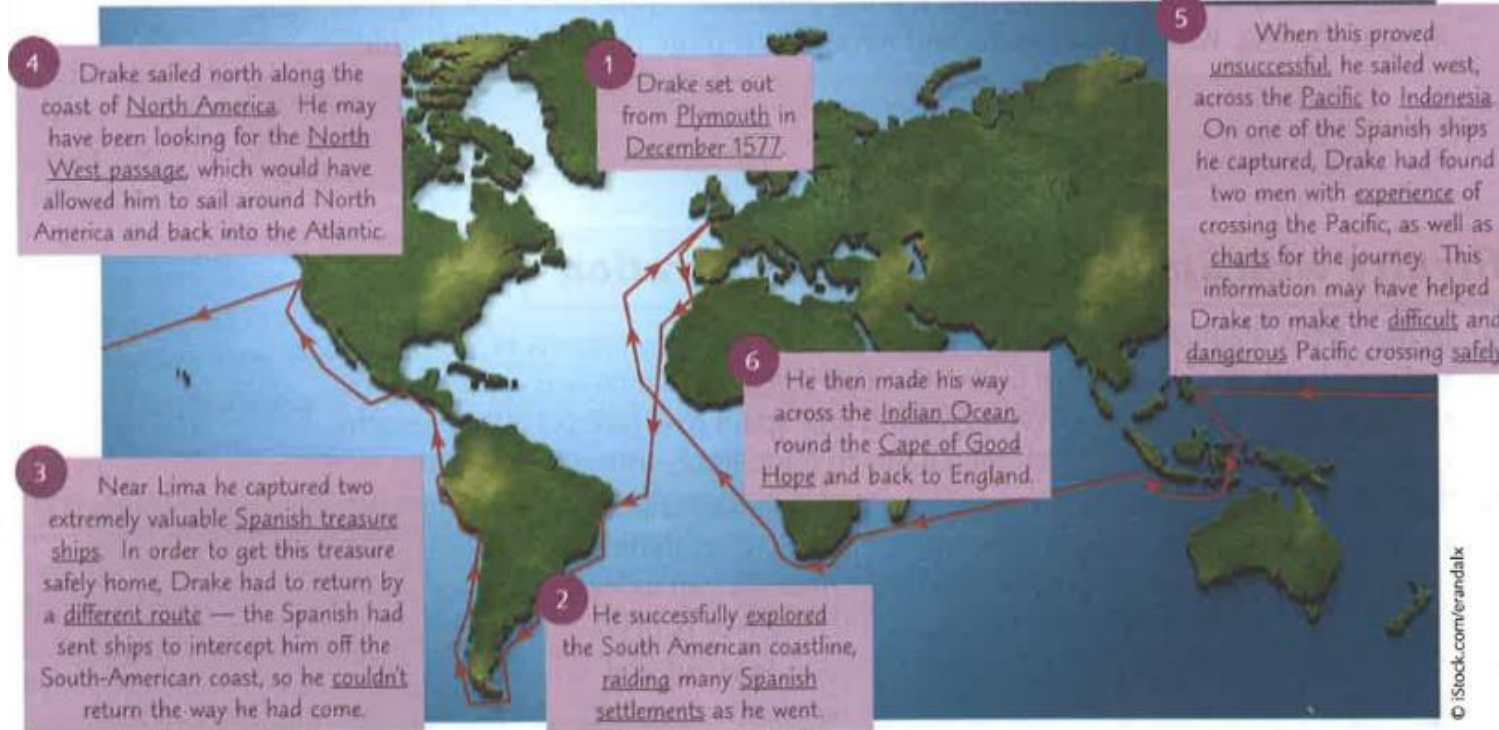 1
Drake set out
from Plymouth in
December 1577.
2
He successfully explored
the South American coastline,
raiding many Spanish
settlements as he went.
3
Near Lima he captured two
extremely valuable Spanish treasure
ships. In order to get this treasure
safely home, Drake had to return by
a different route — the Spanish had
sent ships to intercept him off the
South-American coast, so he couldn't
return the way he had come.
4
Drake sailed north along the
coast of North America. He may
have been looking for the North
West passage, which would have
allowed him to sail around North
America and back into the Atlantic.
5
When this proved
unsuccessful, he sailed west,
across the Pacific to Indonesia.
On one of the Spanish ships
he captured, Drake had found
two men with experience of
crossing the Pacific, as well as
charts for the journey. This
information may have helped
Drake to make the difficult and
dangerous Pacific crossing safely
6
He then made his way
across the Indian Ocean,
round the Cape of Good
Hope and back to England.
© iStock.com/erandalx